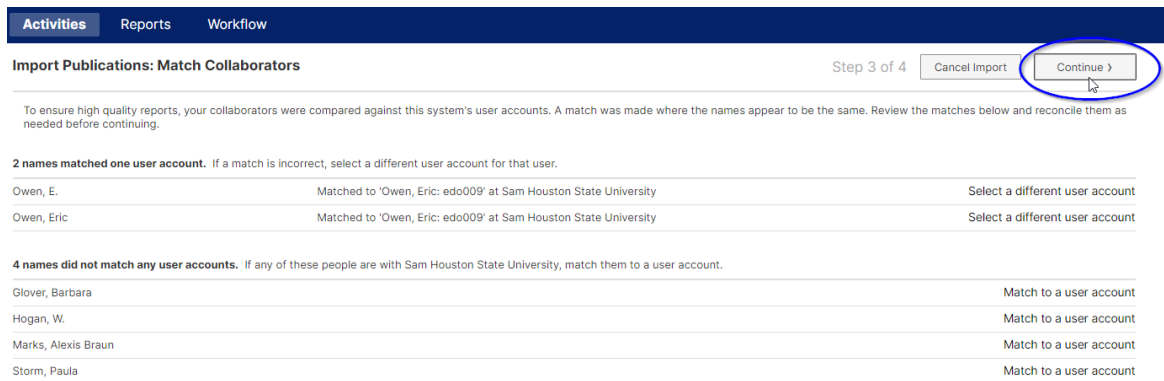 Activities Reports Workflow
Import Publications: Match Collaborators Step 3 of 4 Cancel Import Continue ›
To ensure high quality reports, your collaborators were compared against this system's user accounts. A match was made where the names appear to be the same. Review the matches below and reconcile them as
needed before continuing.
2 names matched one user account. If a match is incorrect, select a different user account for that user.
Owen, E. Matched to 'Owen, Eric: edo009' at Sam Houston State University Select a different user account
Owen, Eric Matched to 'Owen, Eric: edo009' at Sam Houston State University Select a different user account
4 names did not match any user accounts. If any of these people are with Sam Houston State University, match them to a user account.
Glover, Barbara Match to a user account
Hogan, W. Match to a user account
Marks, Alexis Braun Match to a user account
Storm, Paula Match to a user account